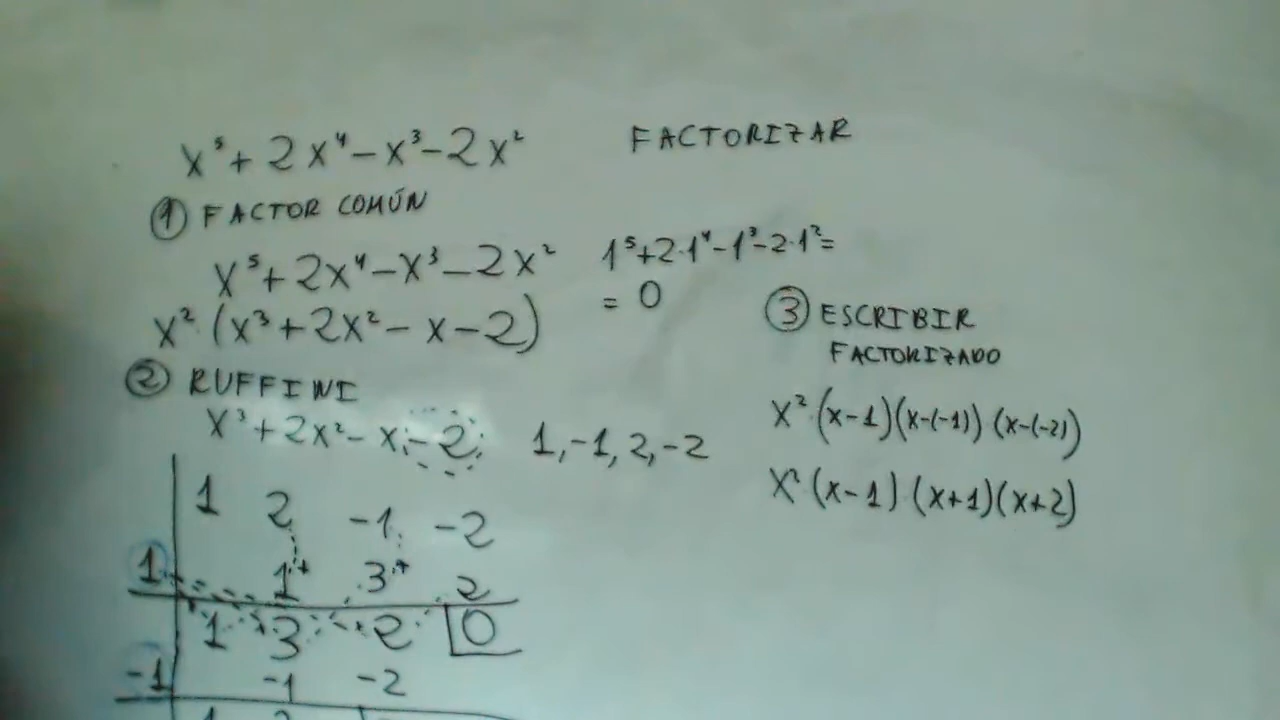 x⁵+2x⁴-x³-2x² FACTORIZAR
① FACTOR COMÚN
x⁵+2x⁴-x³-2x²
x²(x³+2x²-x-2)
1⁵+2·1⁴-1³-2·1²=
= 0
② RUFFINI
x³+2x²-x-2 1,-1,2,-2
1 2 -1 -2
1 1 3 2
1 3 2 0
-1 -1 -2
③ ESCRIBIR
FACTORIZADO
x²·(x-1)(x-(-1))(x-(-2))
x²(x-1)(x+1)(x+2)